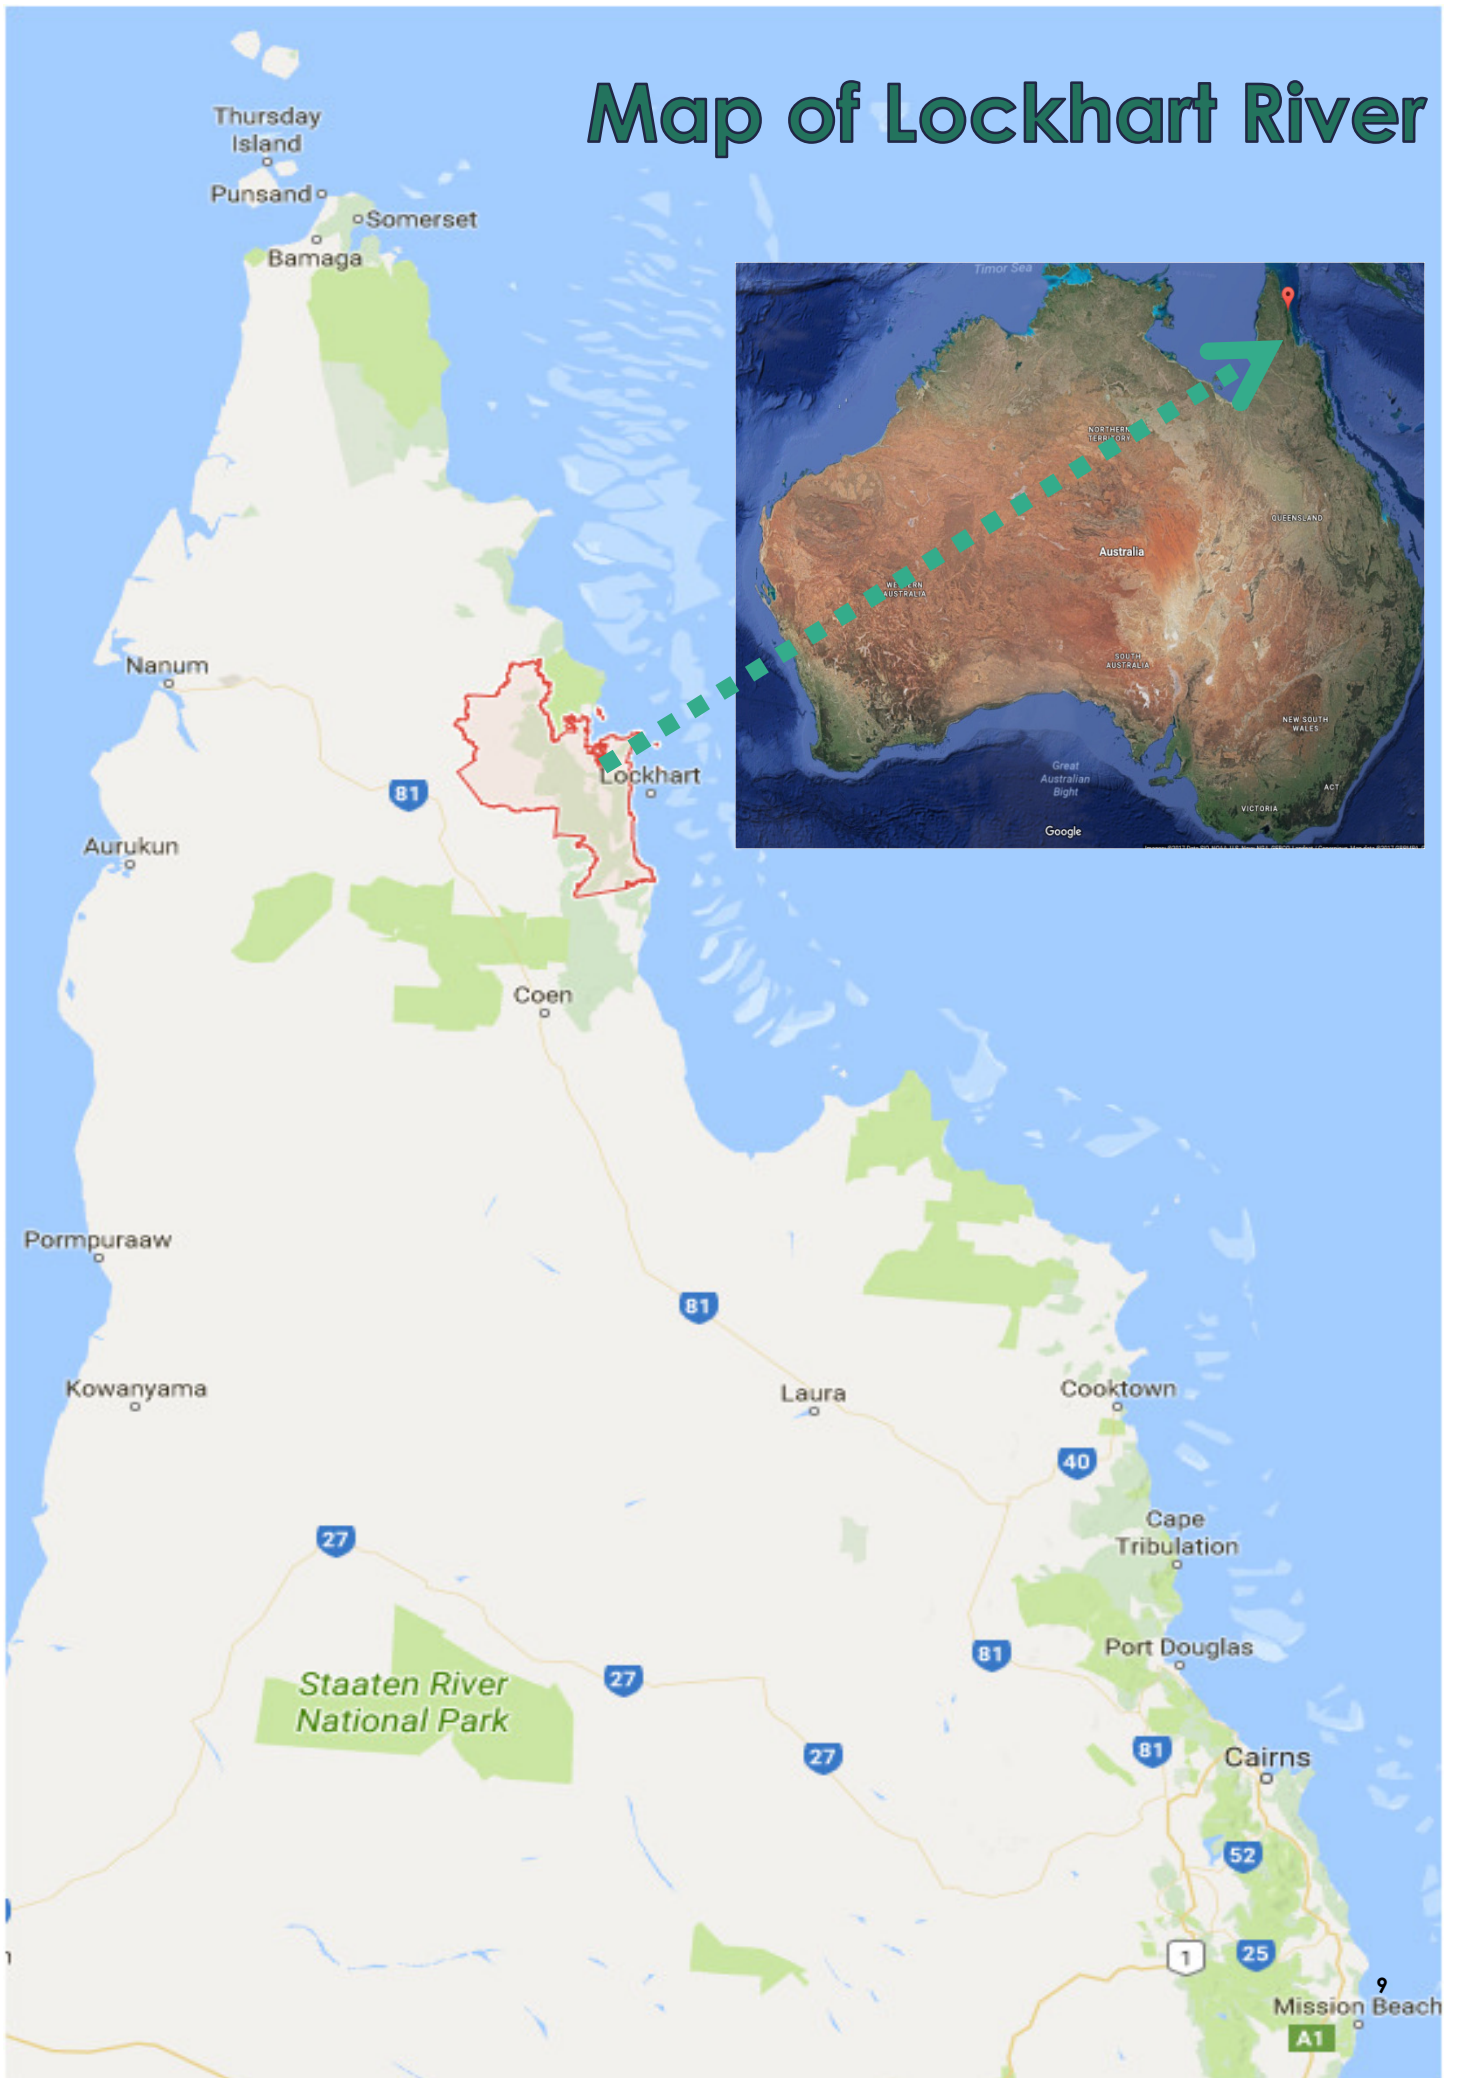 Map of Lockhart River
Thursday
Island
Punsand
Somerset
Bamaga
Timor Sea
NORTHERN
TERRITORY
QUEENSLAND
Australia
AUSTRALIA
SOUTH
AUSTRALIA
NEW SOUTH
WALES
Great
Australian
Bight
ACT
VICTORIA
Google
Nanum
Lockhart
81
Aurukun
Coen
Pormpuraaw
81
Kowanyama
Laura
Cooktown
40
Cape
Tribulation
27
Port Douglas
81
Staaten River
National Park
27
27
81
Cairns
52
1
25
9
Mission Beach
A1